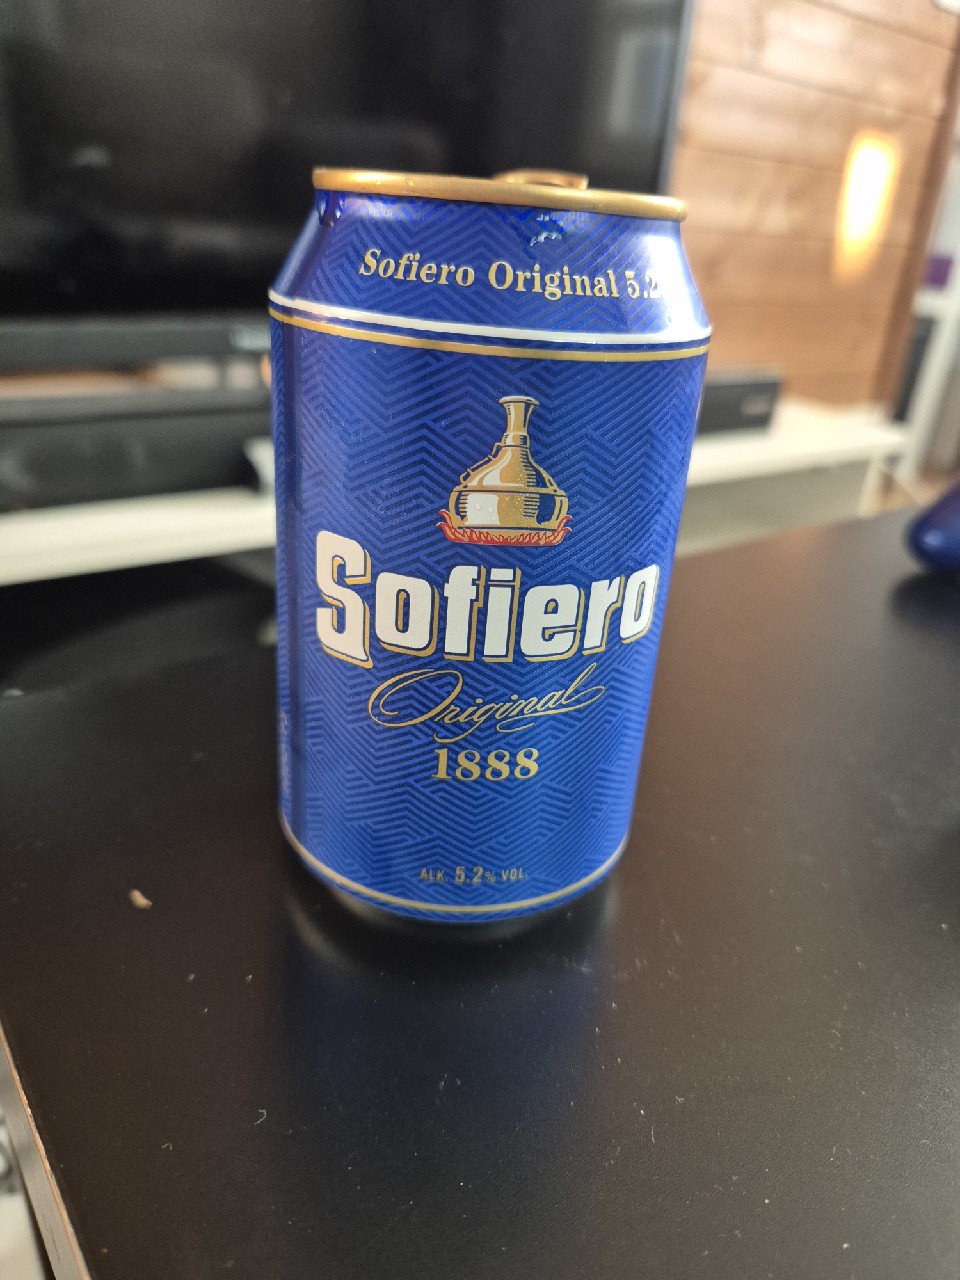 Sofiero Original 5.2
Sofiero
Original
1888
ALK. 5.2% VOL.